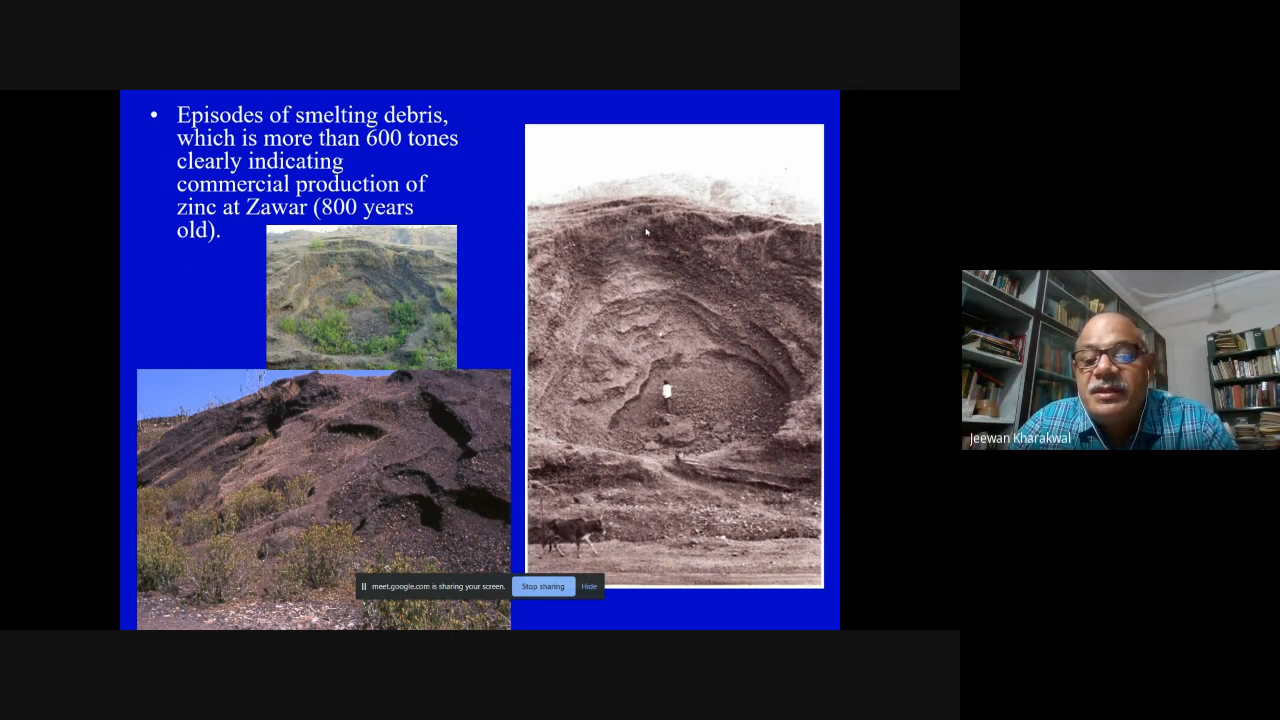 • Episodes of smelting debris,
which is more than 600 tones
clearly indicating
commercial production of
zinc at Zawar (800 years
old).
meet.google.com is sharing your screen. Stop sharing Hide
Jeewan Kharakwal